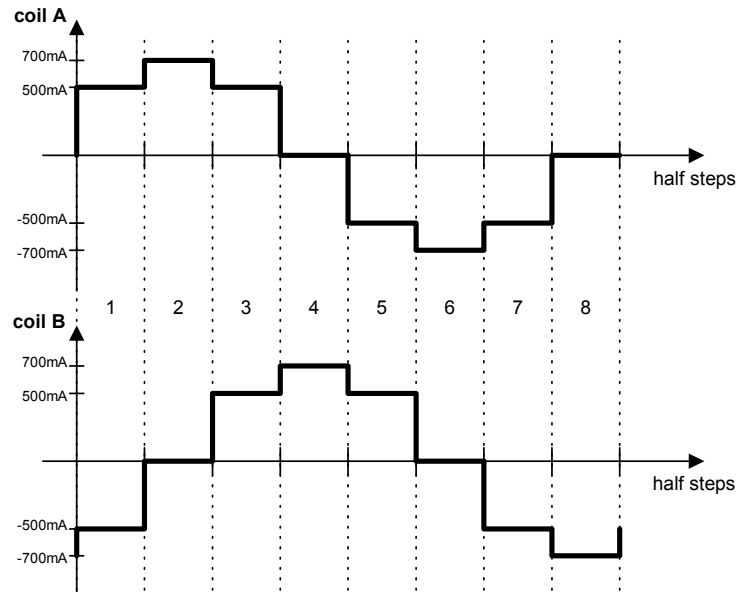 coil A
700mA
500mA
half steps
-500mA
-700mA
1 2 3 4 5 6 7 8
coil B
700mA
500mA
half steps
-500mA
-700mA